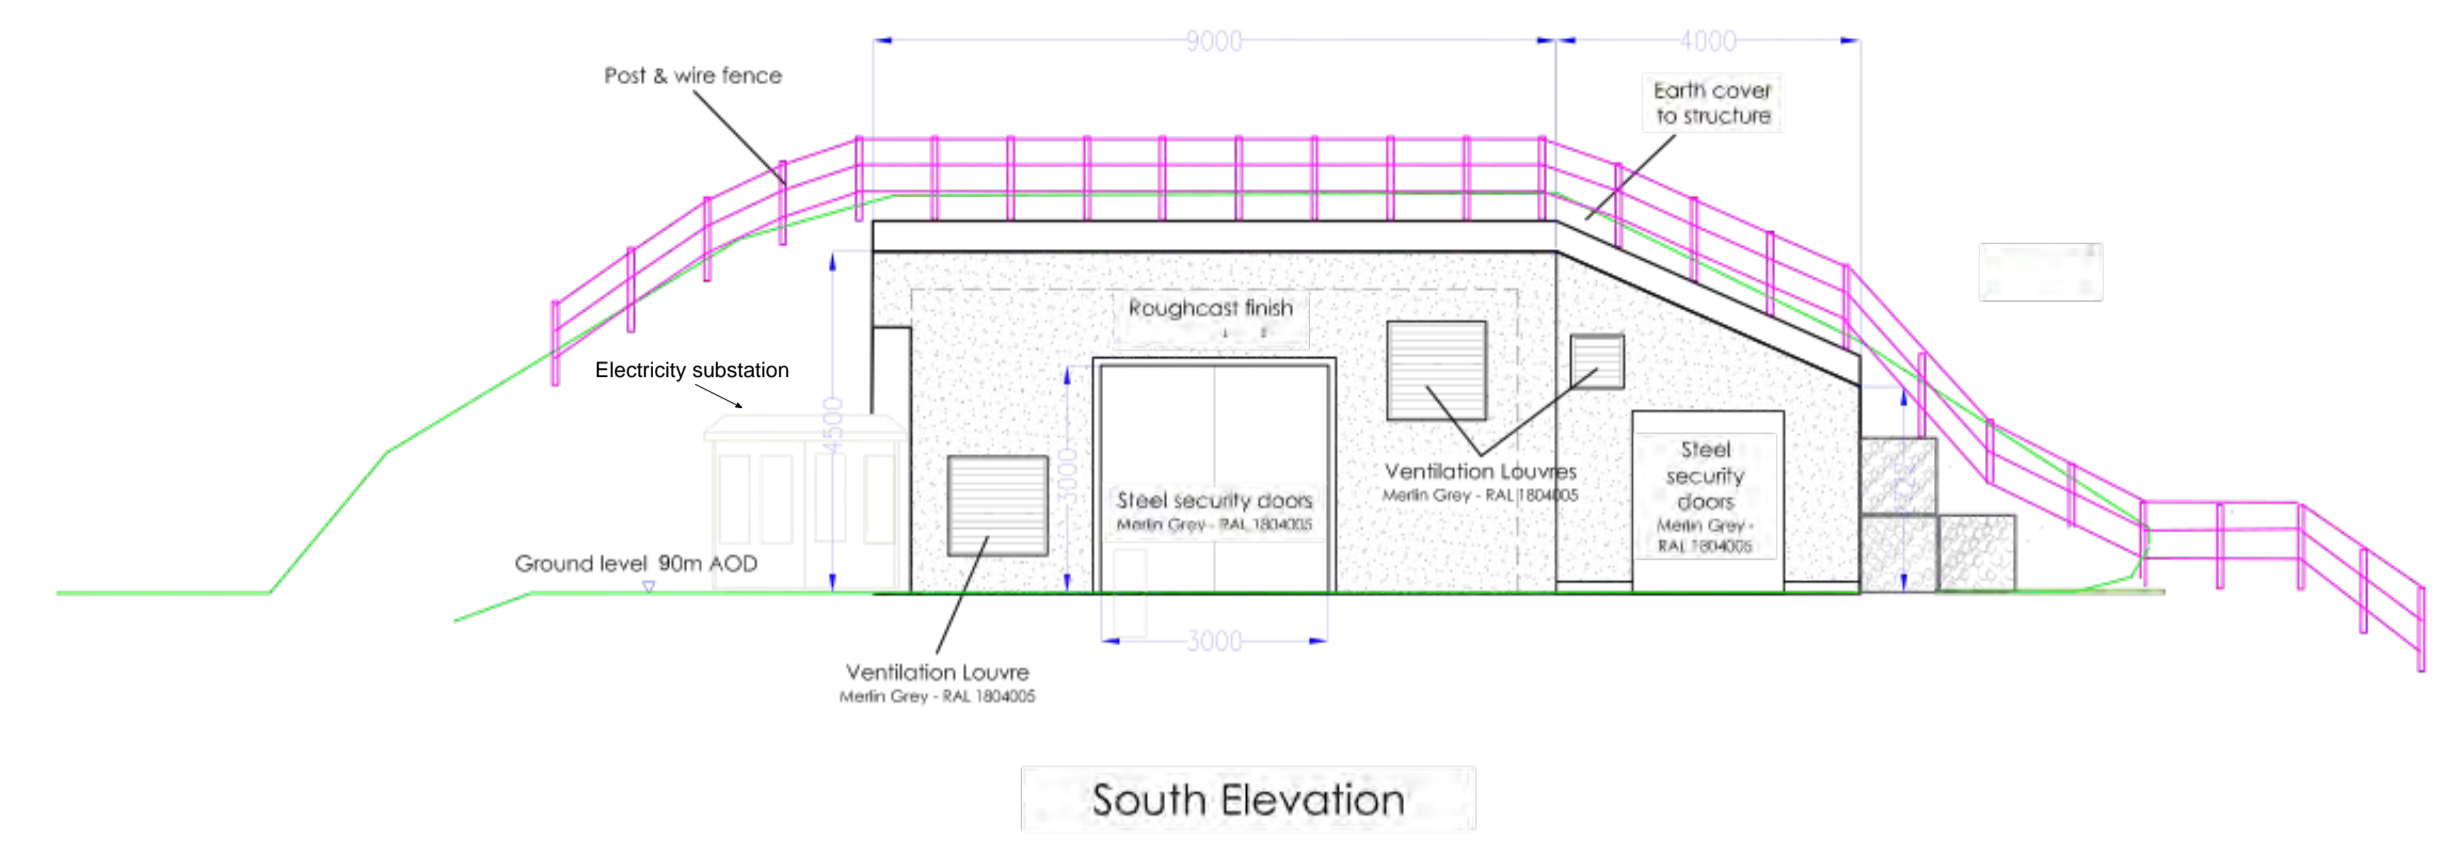 9000
4000
Post & wire fence
Earth cover
to structure
Roughcast finish
Electricity substation
4500
3000
Steel security doors
Merlin Grey - RAL 1804005
Ventilation Louvres
Merlin Grey - RAL 1804005
Steel
security
doors
Merlin Grey -
RAL 1804005
Ground level 90m AOD
3000
Ventilation Louvre
Merlin Grey - RAL 1804005
South Elevation